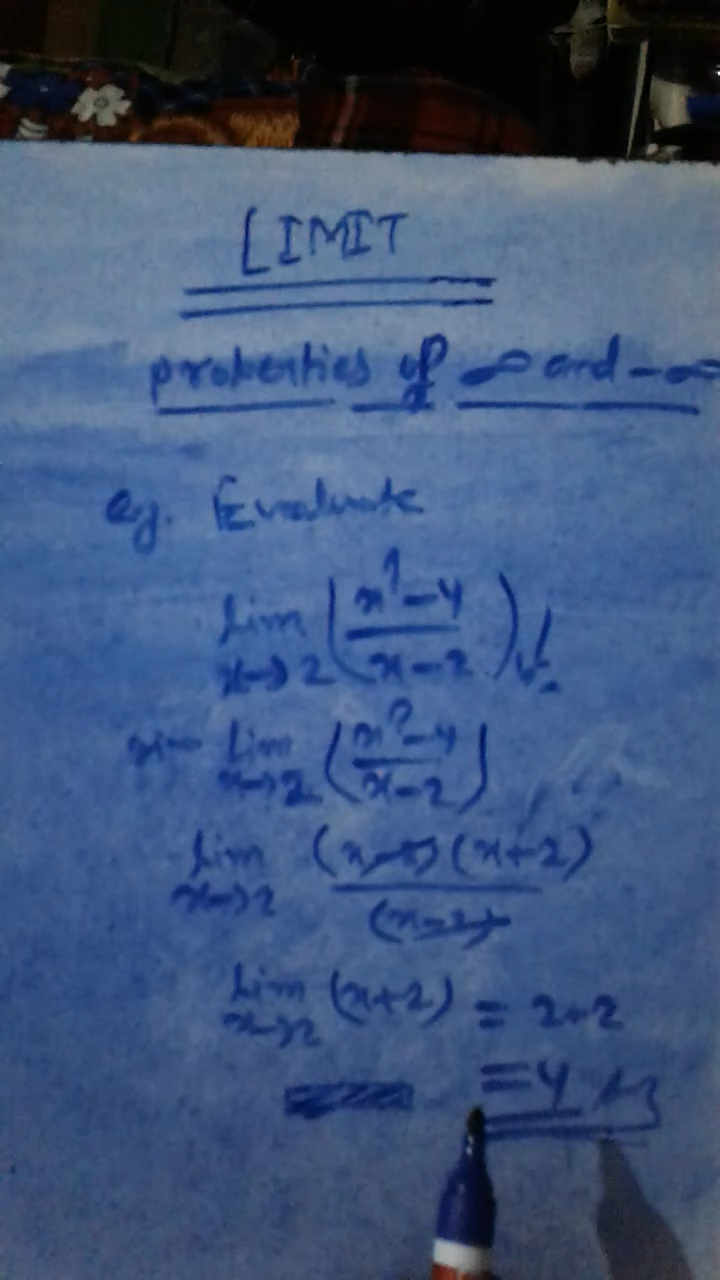 LIMIT
properties of ∞ and -∞
eg. Evaluate
lim x→2 (x²-4 / x-2)
lim x→2 (x²-4 / x-2)
lim x→2 (x-2)(x+2) / (x-2)
lim x→2 (x+2) = 2+2
=4